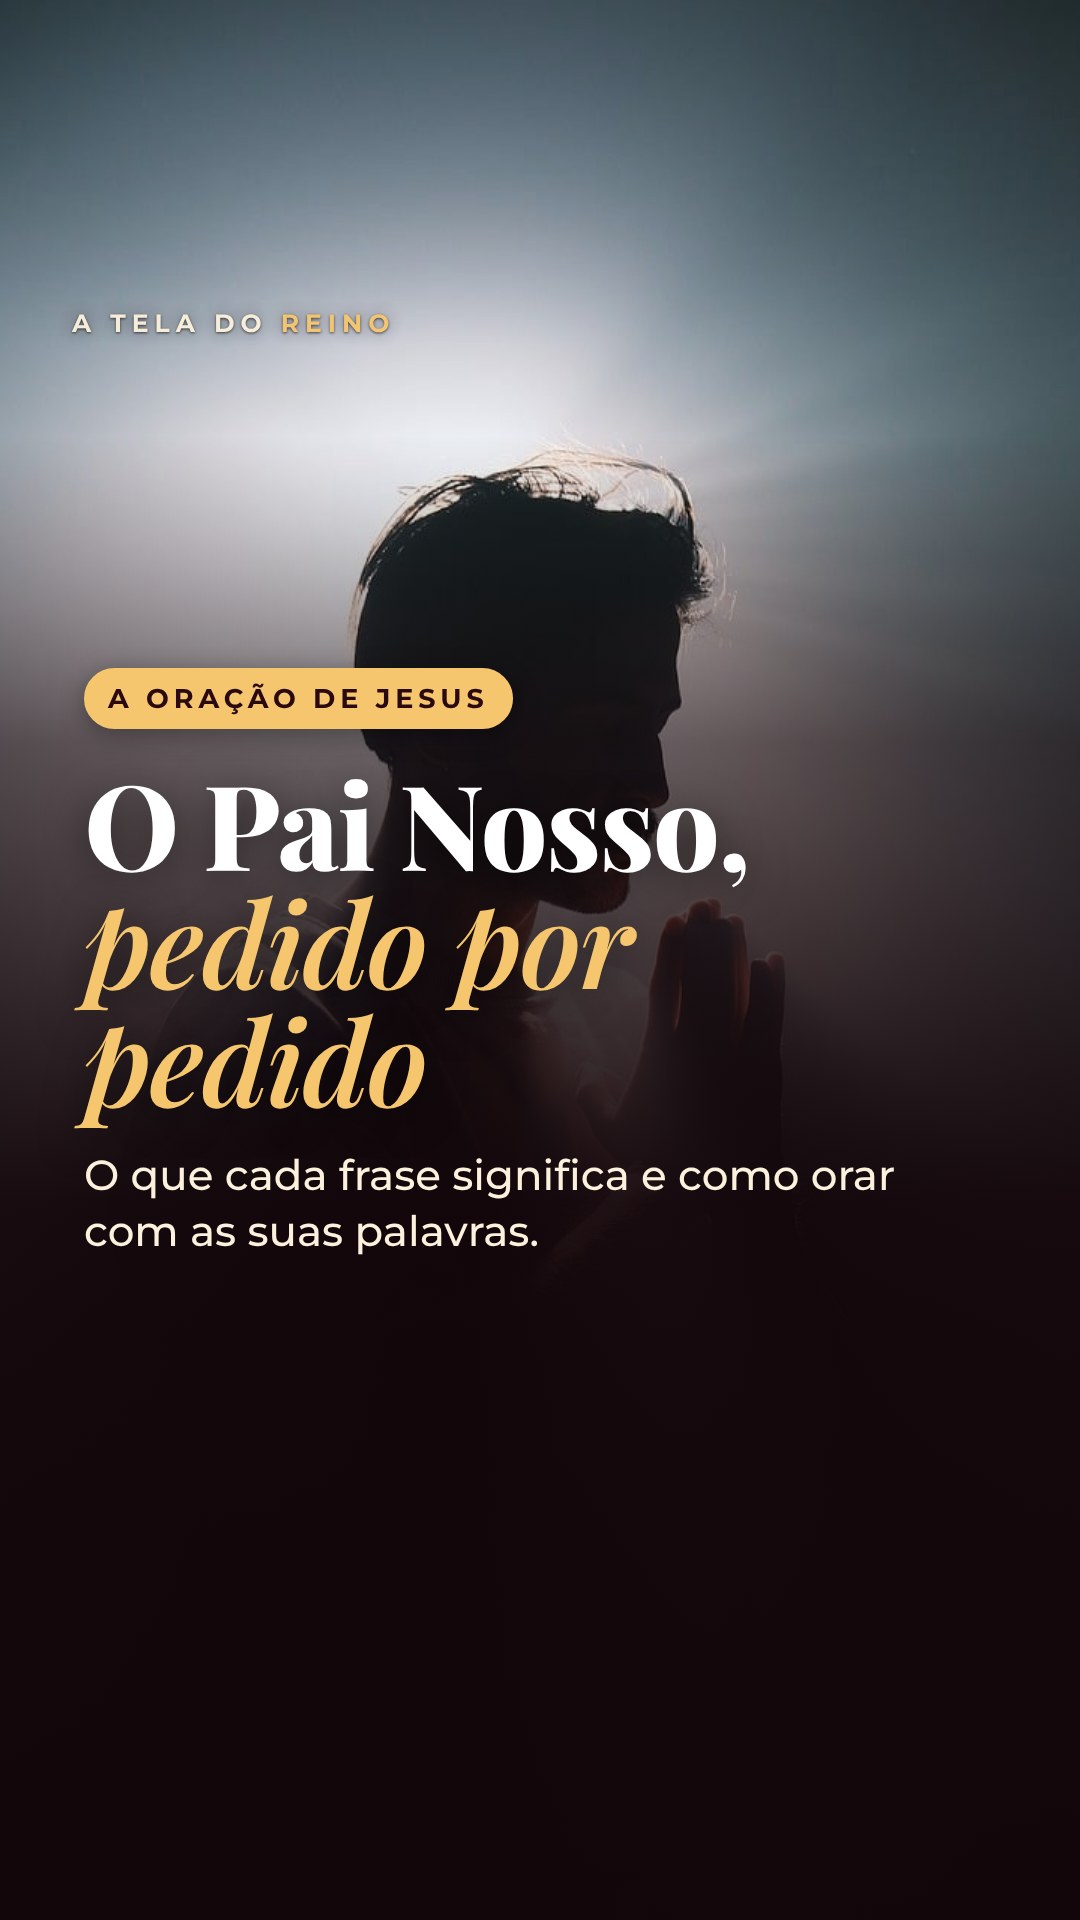 A TELA DO REINO
A ORAÇÃO DE JESUS
O Pai Nosso,
pedido por
pedido
O que cada frase significa e como orar
com as suas palavras.